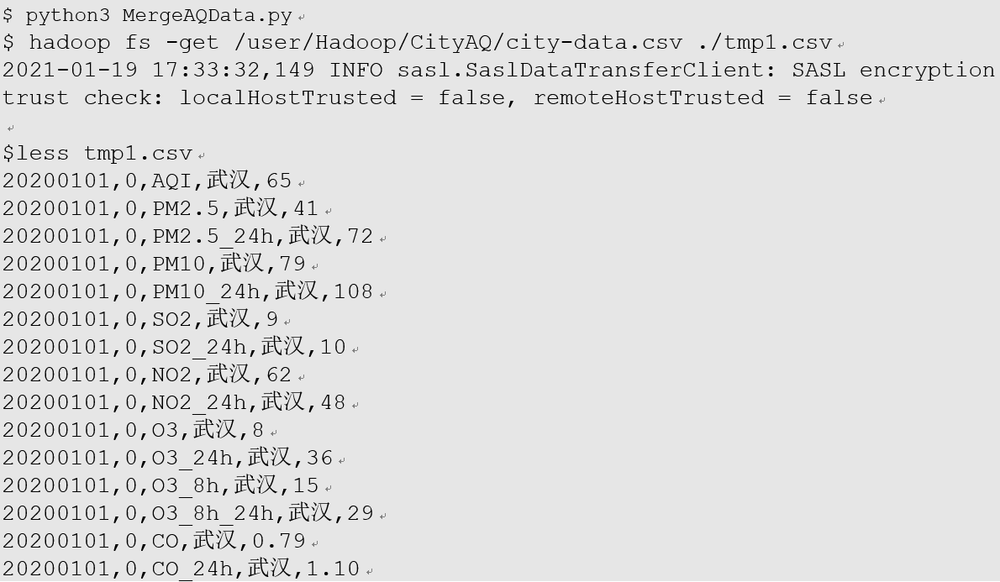 $ python3 MergeAQData.py
$ hadoop fs -get /user/Hadoop/CityAQ/city-data.csv ./tmp1.csv
2021-01-19 17:33:32,149 INFO sasl.SaslDataTransferClient: SASL encryption
trust check: localHostTrusted = false, remoteHostTrusted = false
$less tmp1.csv
20200101,0,AQI,武汉,65
20200101,0,PM2.5,武汉,41
20200101,0,PM2.5_24h,武汉,72
20200101,0,PM10,武汉,79
20200101,0,PM10_24h,武汉,108
20200101,0,SO2,武汉,9
20200101,0,SO2_24h,武汉,10
20200101,0,NO2,武汉,62
20200101,0,NO2_24h,武汉,48
20200101,0,O3,武汉,8
20200101,0,O3_24h,武汉,36
20200101,0,O3_8h,武汉,15
20200101,0,O3_8h_24h,武汉,29
20200101,0,CO,武汉,0.79
20200101,0,CO_24h,武汉,1.10